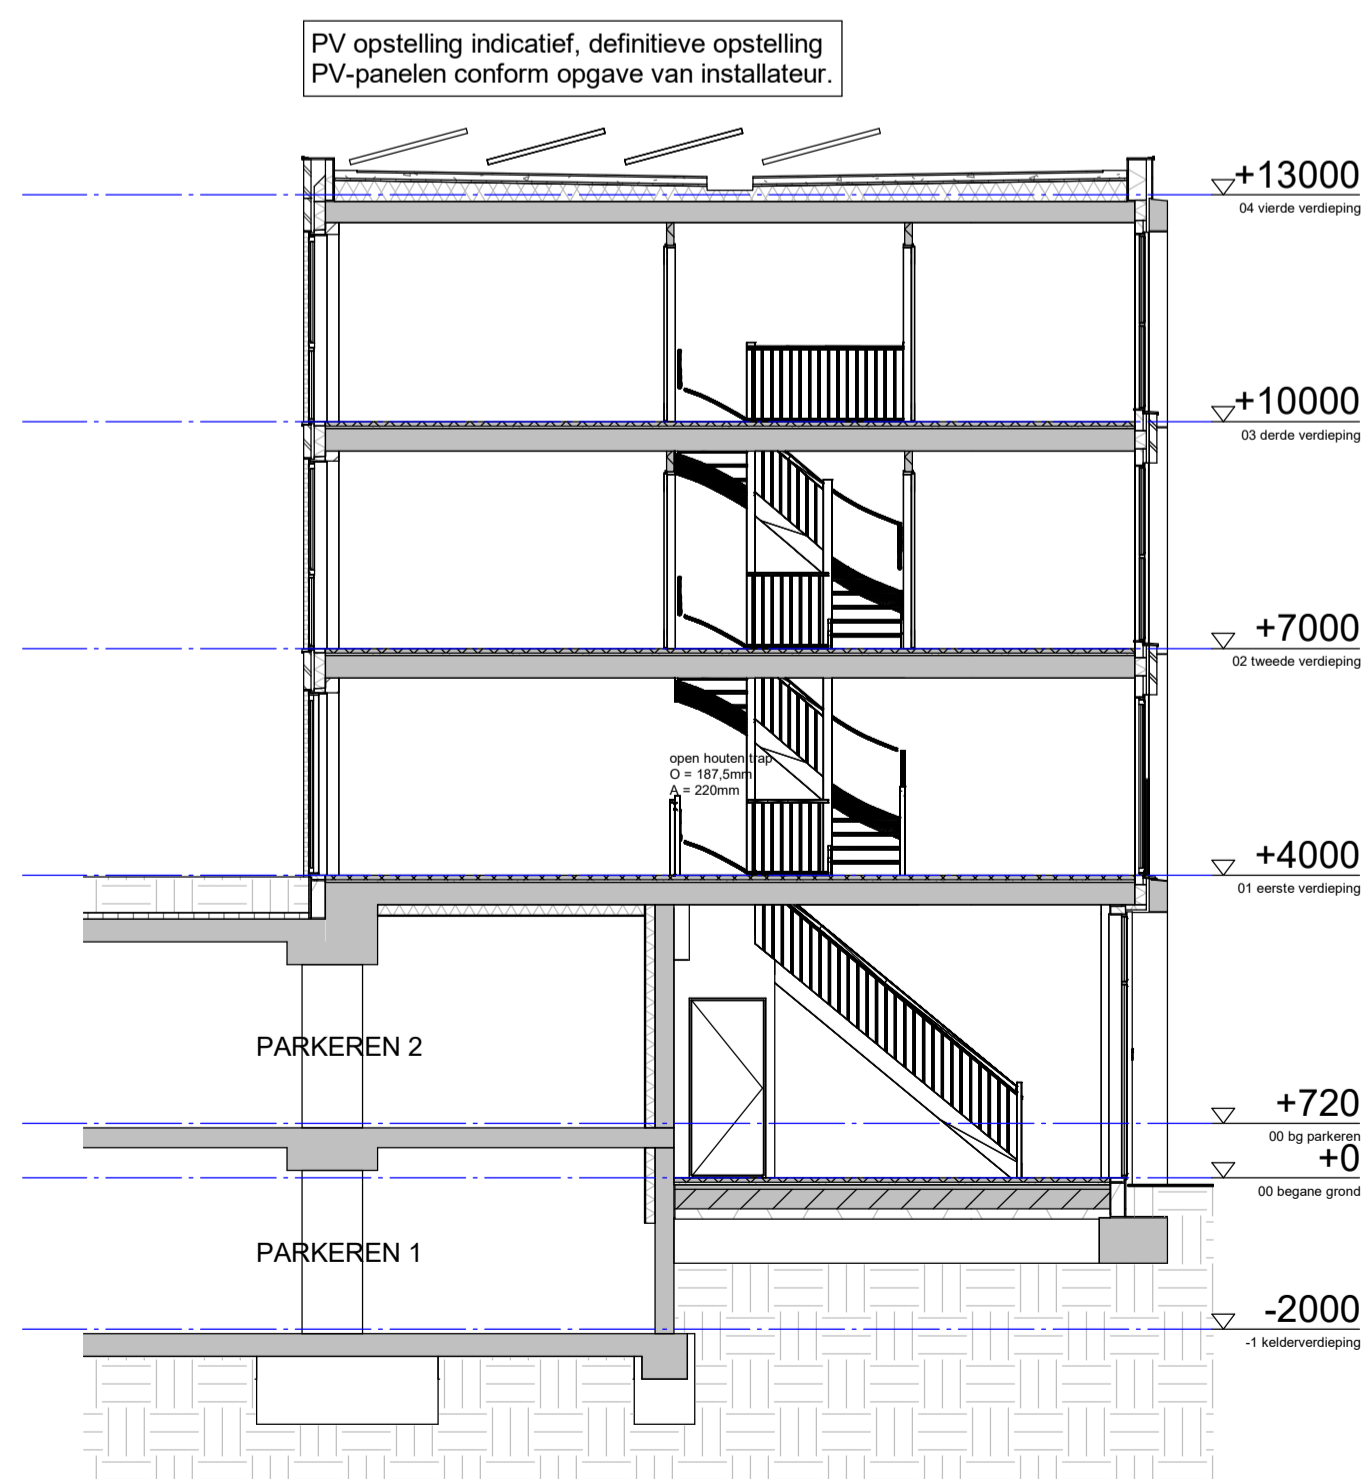 PV opstelling indicatief, definitieve opstelling
PV-panelen conform opgave van installateur.
+13000
04 vierde verdieping
+10000
03 derde verdieping
+7000
02 tweede verdieping
open houten trap
O = 187,5mm
A = 220mm
+4000
01 eerste verdieping
PARKEREN 2
+720
00 bg parkeren
+0
00 begane grond
PARKEREN 1
-2000
-1 kelderverdieping